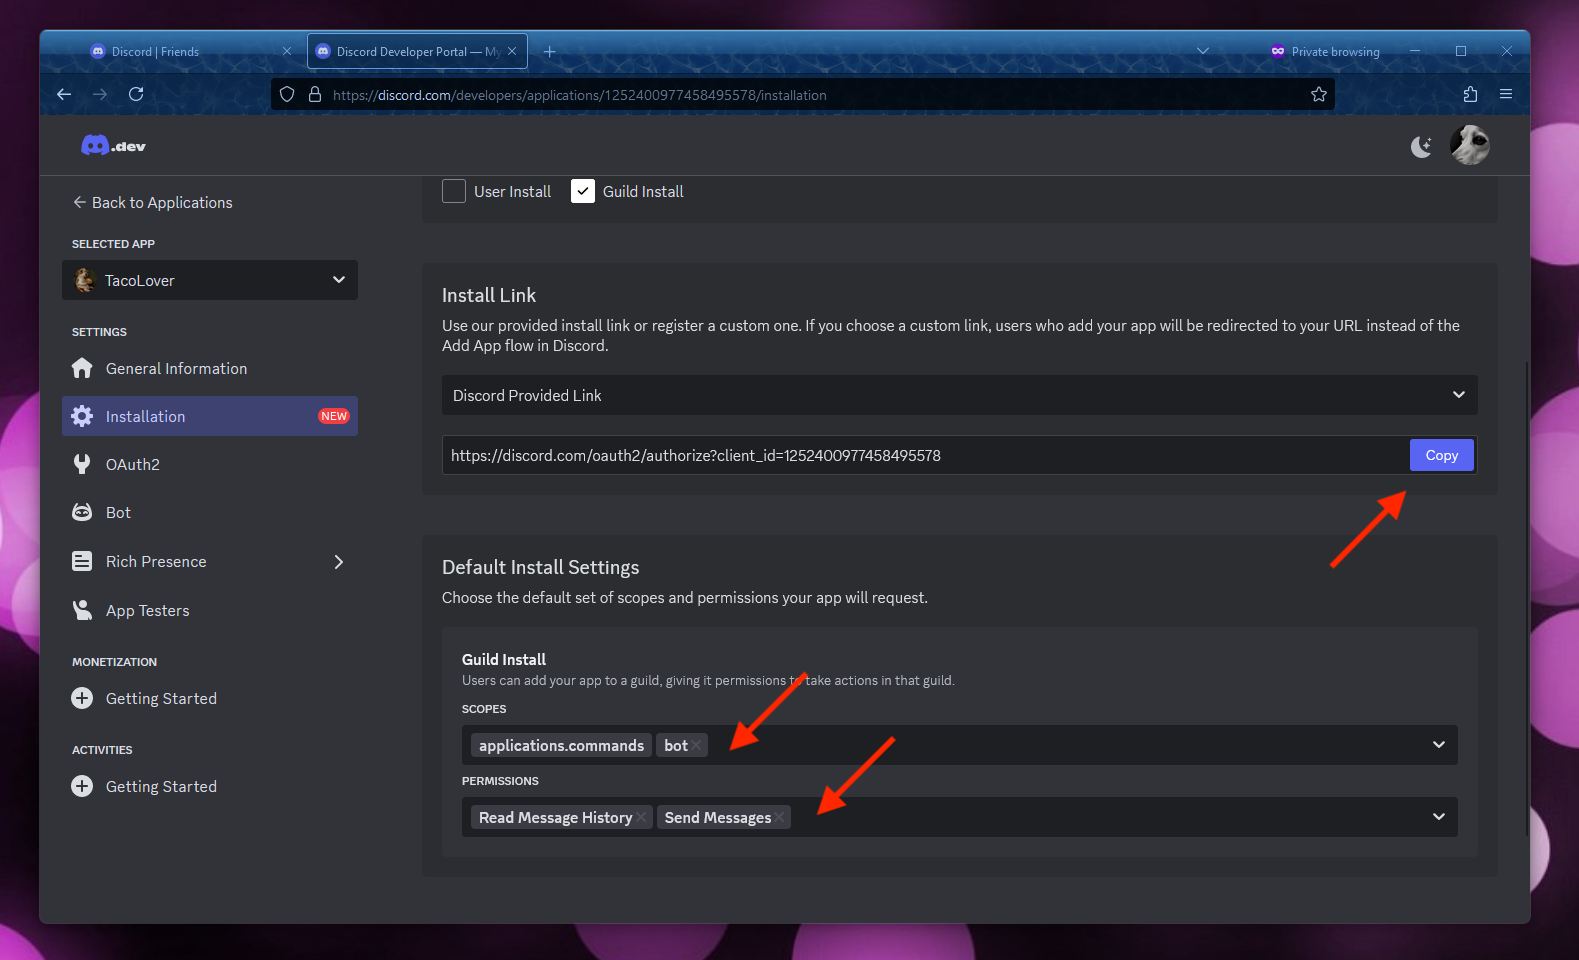 Discord | Friends
Discord Developer Portal — My
Private browsing
https://discord.com/developers/applications/1252400977458495578/installation
.dev
Back to Applications
SELECTED APP
TacoLover
SETTINGS
General Information
Installation
NEW
OAuth2
Bot
Rich Presence
App Testers
MONETIZATION
Getting Started
ACTIVITIES
Getting Started
User Install
Guild Install
Install Link
Use our provided install link or register a custom one. If you choose a custom link, users who add your app will be redirected to your URL instead of the
Add App flow in Discord.
Discord Provided Link
https://discord.com/oauth2/authorize?client_id=1252400977458495578
Copy
Default Install Settings
Choose the default set of scopes and permissions your app will request.
Guild Install
Users can add your app to a guild, giving it permissions to take actions in that guild.
SCOPES
applications.commands
bot
PERMISSIONS
Read Message History
Send Messages